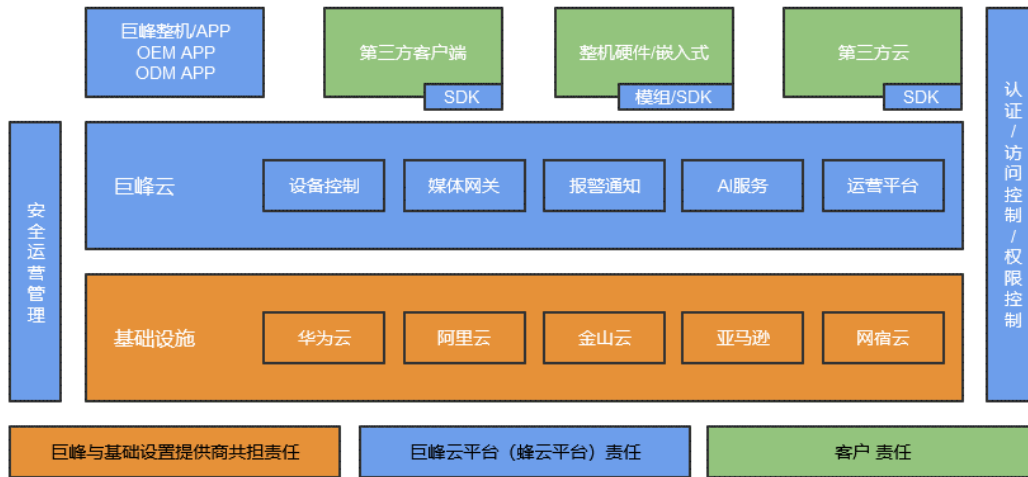 巨峰整机/APP
OEM APP
ODM APP
第三方客户端
SDK
整机硬件/嵌入式
模组/SDK
第三方云
SDK
认证/访问控制/权限控制
安全运营管理
巨峰云
设备控制
媒体网关
报警通知
AI服务
运营平台
基础设施
华为云
阿里云
金山云
亚马逊
网宿云
巨峰与基础设置提供商共担责任
巨峰云平台（蜂云平台）责任
客户 责任